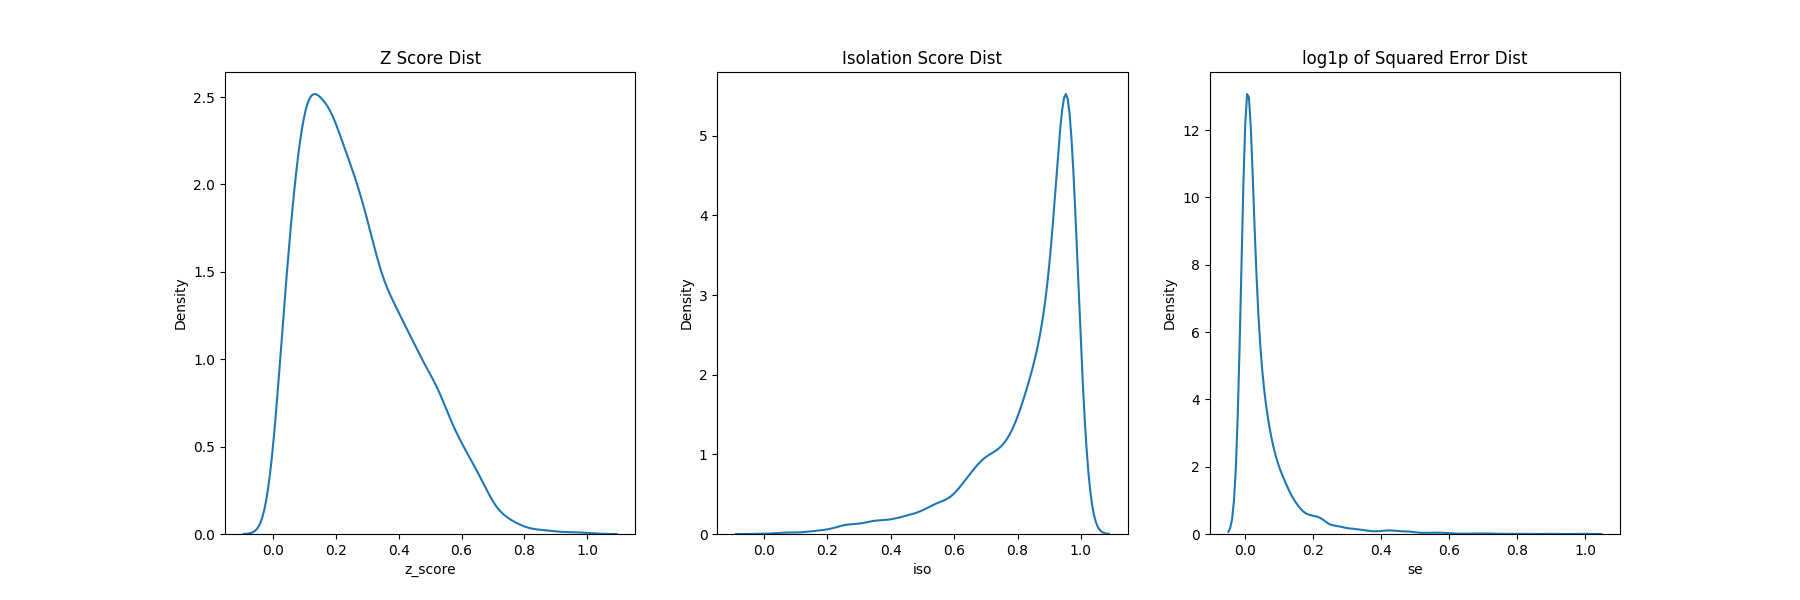 Z Score Dist
Density
2.5
2.0
1.5
1.0
0.5
0.0
0.0 0.2 0.4 0.6 0.8 1.0
z_score
Isolation Score Dist
Density
5
4
3
2
1
0
0.0 0.2 0.4 0.6 0.8 1.0
iso
log1p of Squared Error Dist
Density
12
10
8
6
4
2
0
0.0 0.2 0.4 0.6 0.8 1.0
se